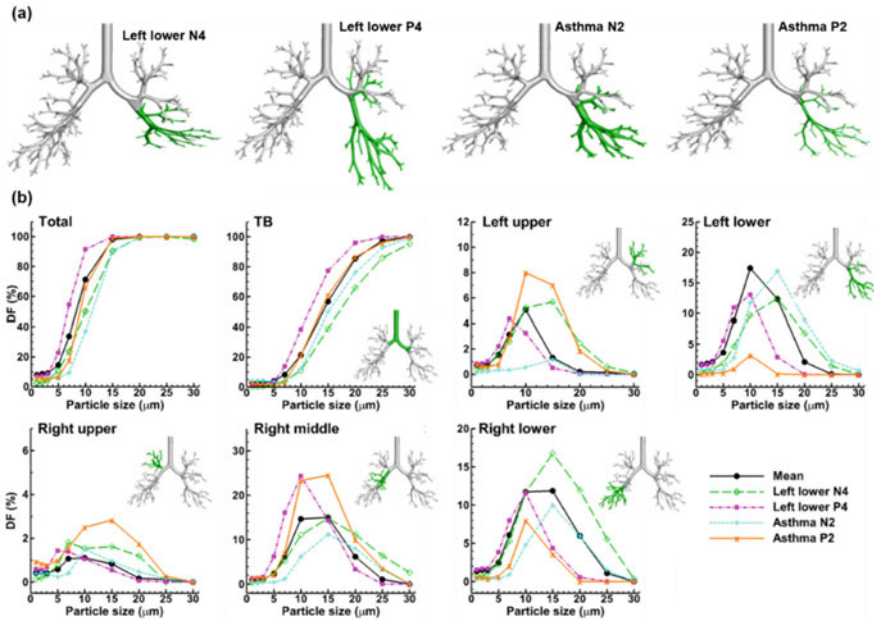 (a)
Left lower N4
Left lower P4
Asthma N2
Asthma P2
(b)
Total
100
80
60
40
20
0
DF (%)
0 5 10 15 20 25 30
Particle size (μm)
TB
100
80
60
40
20
0
0 5 10 15 20 25 30
Particle size (μm)
Left upper
12
10
8
6
4
2
0
0 5 10 15 20 25 30
Particle size (μm)
Left lower
25
20
15
10
5
0
0 5 10 15 20 25 30
Particle size (μm)
Right upper
6
4
2
0
DF (%)
0 5 10 15 20 25 30
Particle size (μm)
Right middle
30
20
10
0
0 5 10 15 20 25 30
Particle size (μm)
Right lower
20
15
10
5
0
0 5 10 15 20 25 30
Particle size (μm)
Mean
Left lower N4
Left lower P4
Asthma N2
Asthma P2